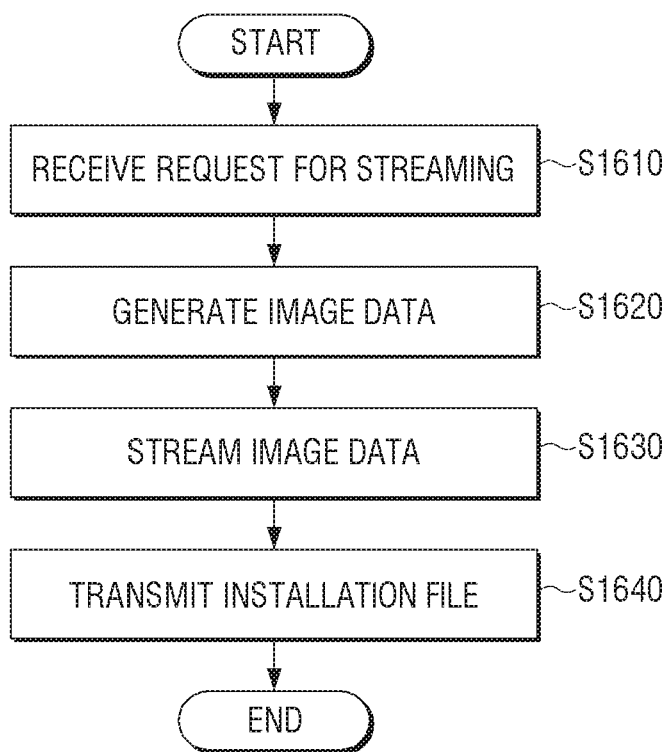 START
RECEIVE REQUEST FOR STREAMING
S1610
GENERATE IMAGE DATA
S1620
STREAM IMAGE DATA
S1630
TRANSMIT INSTALLATION FILE
S1640
END